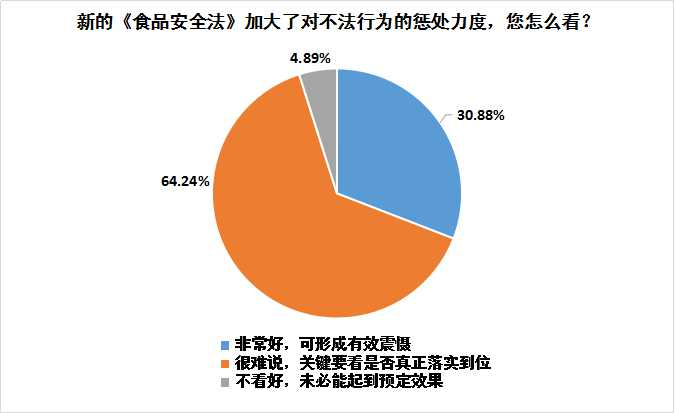 新的《食品安全法》加大了对不法行为的惩处力度，您怎么看？
4.89%
30.88%
64.24%
非常好，可形成有效震慑
很难说，关键要看是否真正落实到位
不看好，未必能起到预定效果